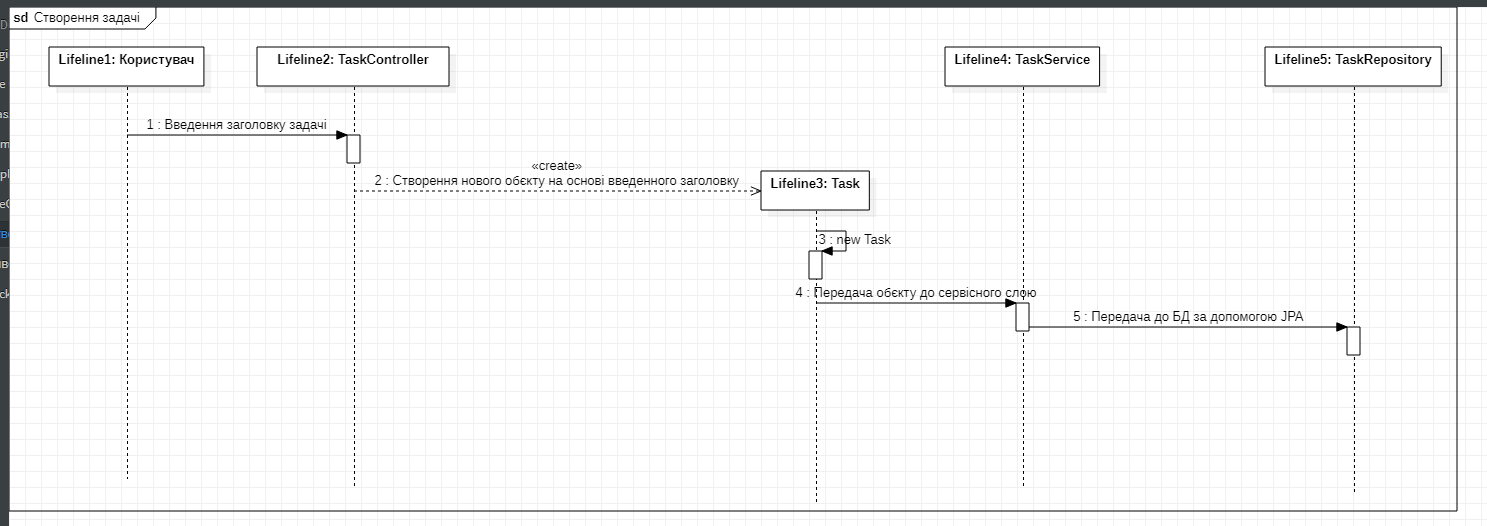 sd Створення задачі
Lifeline1: Користувач
Lifeline2: TaskController
Lifeline4: TaskService
Lifeline5: TaskRepository
1 : Введення заголовку задачі
«create»
2 : Створення нового обєкту на основі введенного заголовку
Lifeline3: Task
3 : new Task
4 : Передача обєкту до сервісного слою
5 : Передача до БД за допомогою JPA